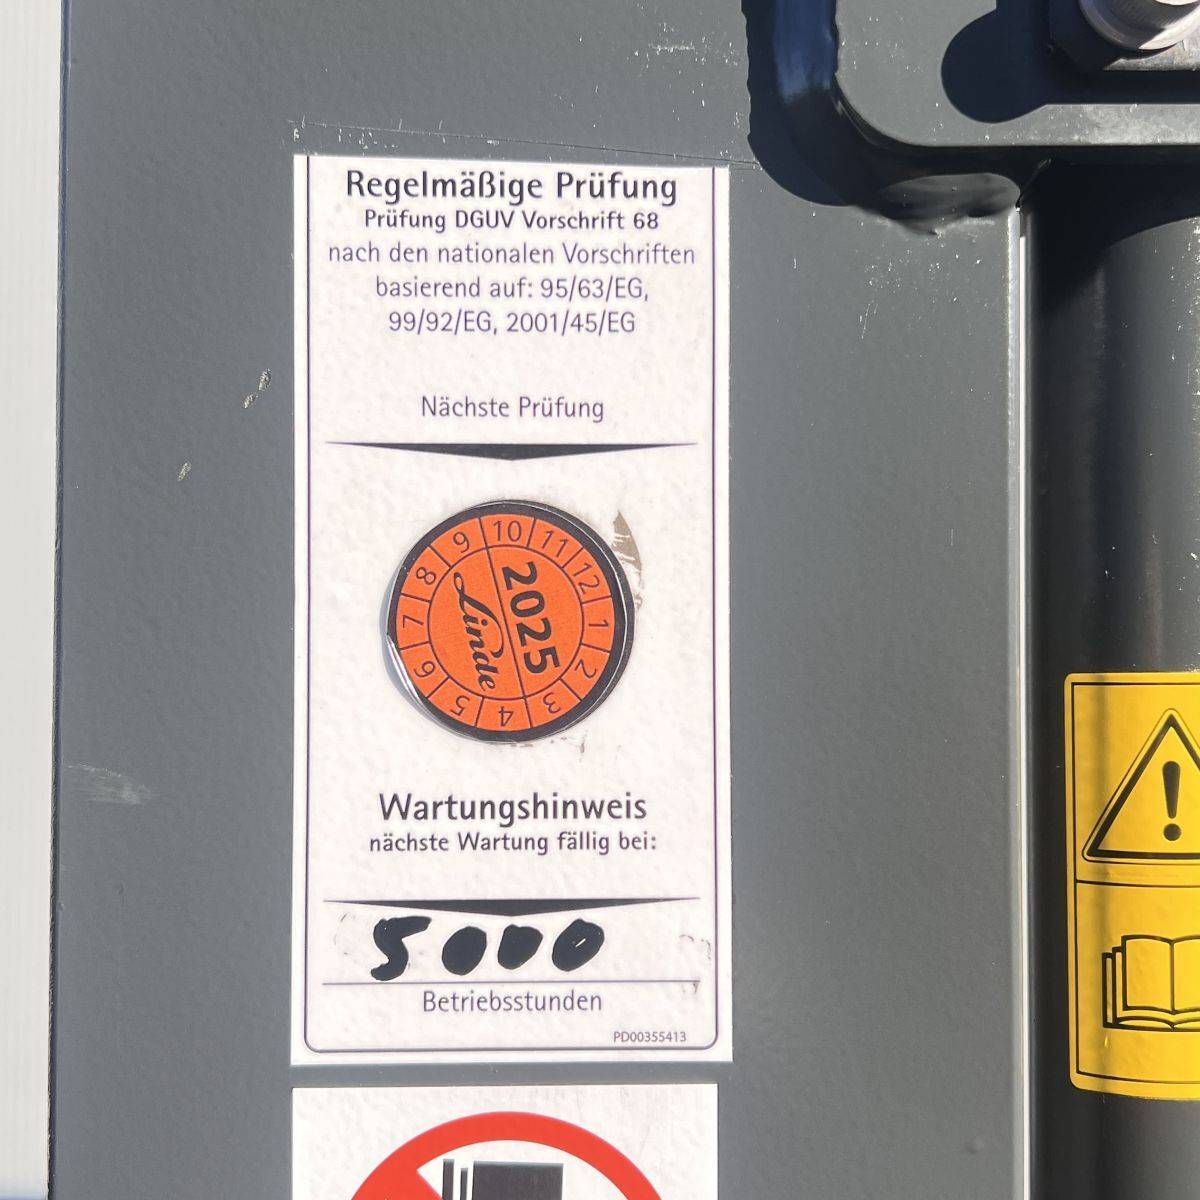 Regelmäßige Prüfung
Prüfung DGUV Vorschrift 68
nach den nationalen Vorschriften
basierend auf: 95/63/EG,
99/92/EG, 2001/45/EG
Nächste Prüfung
10
11
12
1
2
3
4
5
6
7
8
9
2025
Linde
Wartungshinweis
nächste Wartung fällig bei:
5000
Betriebsstunden
PD00355413